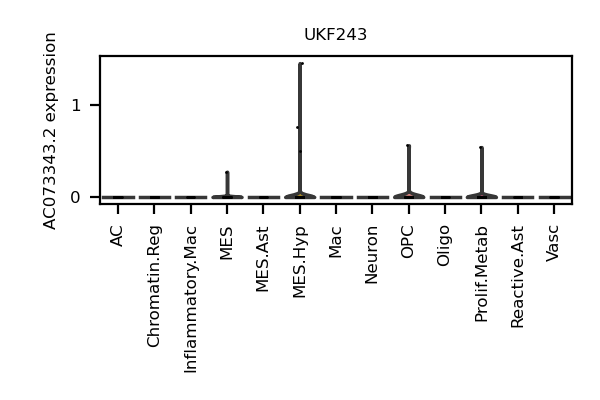 UKF243
AC073343.2 expression
1
0
AC
Chromatin.Reg
Inflammatory.Mac
MES
MES.Ast
MES.Hyp
Mac
Neuron
OPC
Oligo
Prolif.Metab
Reactive.Ast
Vasc